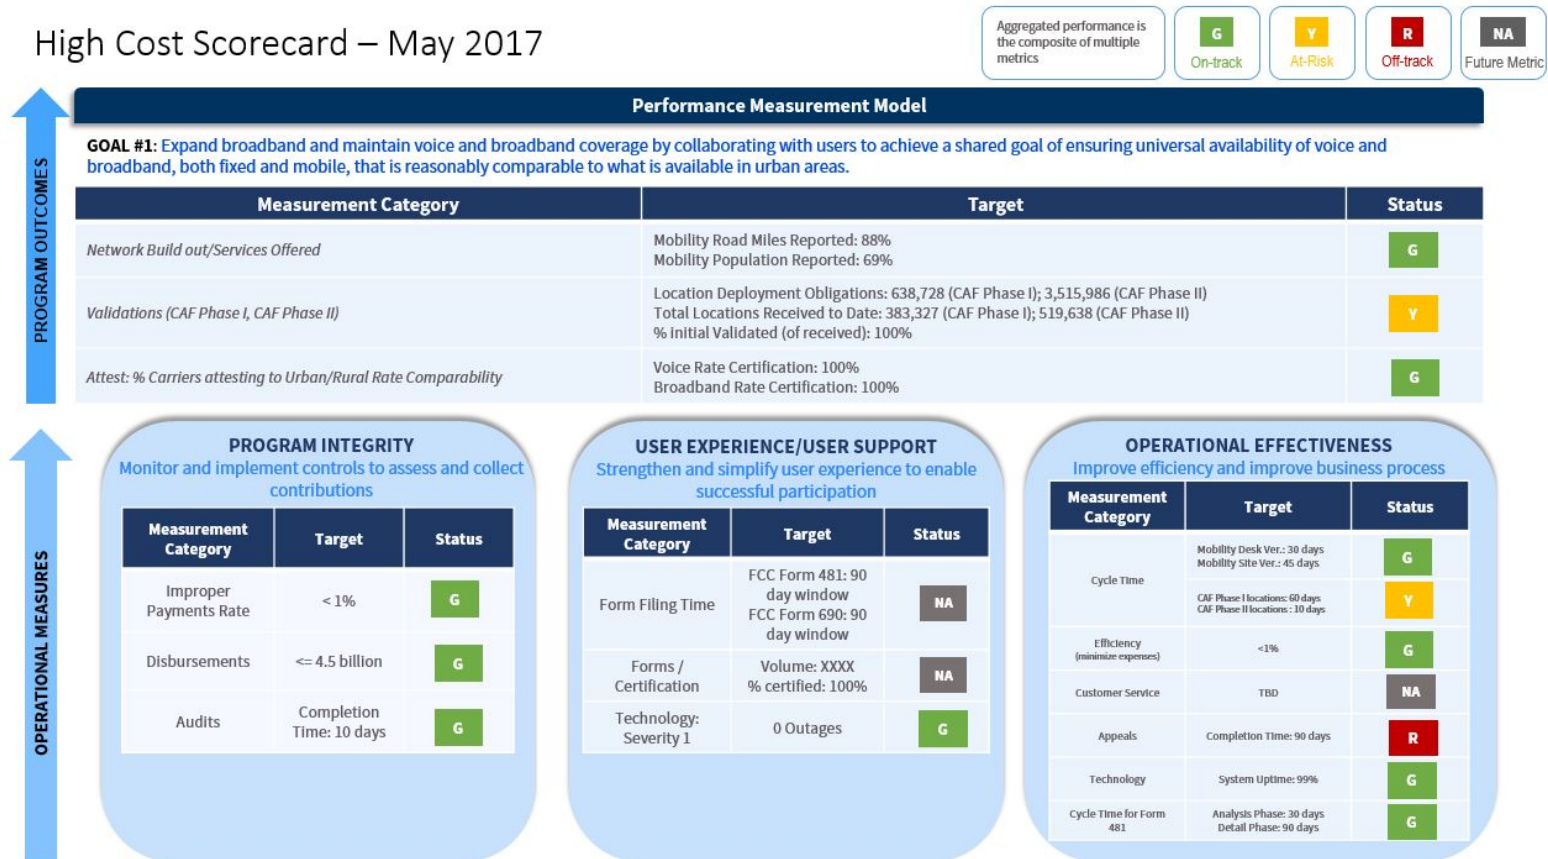 High Cost Scorecard – May 2017
Aggregated performance is
the composite of multiple
metrics
G
On-track
Y
At-Risk
R
Off-track
NA
Future Metric
PROGRAM OUTCOMES
Performance Measurement Model
GOAL #1: Expand broadband and maintain voice and broadband coverage by collaborating with users to achieve a shared goal of ensuring universal availability of voice and
broadband, both fixed and mobile, that is reasonably comparable to what is available in urban areas.
Measurement Category Target Status
Network Build out/Services Offered
Mobility Road Miles Reported: 88%
Mobility Population Reported: 69%
G
Validations (CAF Phase I, CAF Phase II)
Location Deployment Obligations: 638,728 (CAF Phase I); 3,515,986 (CAF Phase II)
Total Locations Received to Date: 383,327 (CAF Phase I); 519,638 (CAF Phase II)
% initial Validated (of received): 100%
Y
Attest: % Carriers attesting to Urban/Rural Rate Comparability
Voice Rate Certification: 100%
Broadband Rate Certification: 100%
G
OPERATIONAL MEASURES
PROGRAM INTEGRITY
Monitor and implement controls to assess and collect
contributions
Measurement
Category
Target
Status
Improper
Payments Rate
< 1%
G
Disbursements
<= 4.5 billion
G
Audits
Completion
Time: 10 days
G
USER EXPERIENCE/USER SUPPORT
Strengthen and simplify user experience to enable
successful participation
Measurement
Category
Target
Status
Form Filing Time
FCC Form 481: 90
day window
FCC Form 690: 90
day window
NA
Forms /
Certification
Volume: XXXX
% certified: 100%
NA
Technology:
Severity 1
0 Outages
G
OPERATIONAL EFFECTIVENESS
Improve efficiency and improve business process
Measurement
Category
Target
Status
Cycle Time
Mobility Desk Ver.: 30 days
Mobility Site Ver.: 45 days
G
CAF Phase I locations: 60 days
CAF Phase II locations : 10 days
Y
Efficiency
(minimize expenses)
<1%
G
Customer Service
TBD
NA
Appeals
Completion Time: 90 days
R
Technology
System Uptime: 99%
G
Cycle Time for Form
481
Analysis Phase: 30 days
Detail Phase: 90 days
G